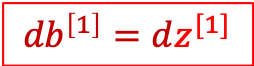 db^[1] = dz^[1]